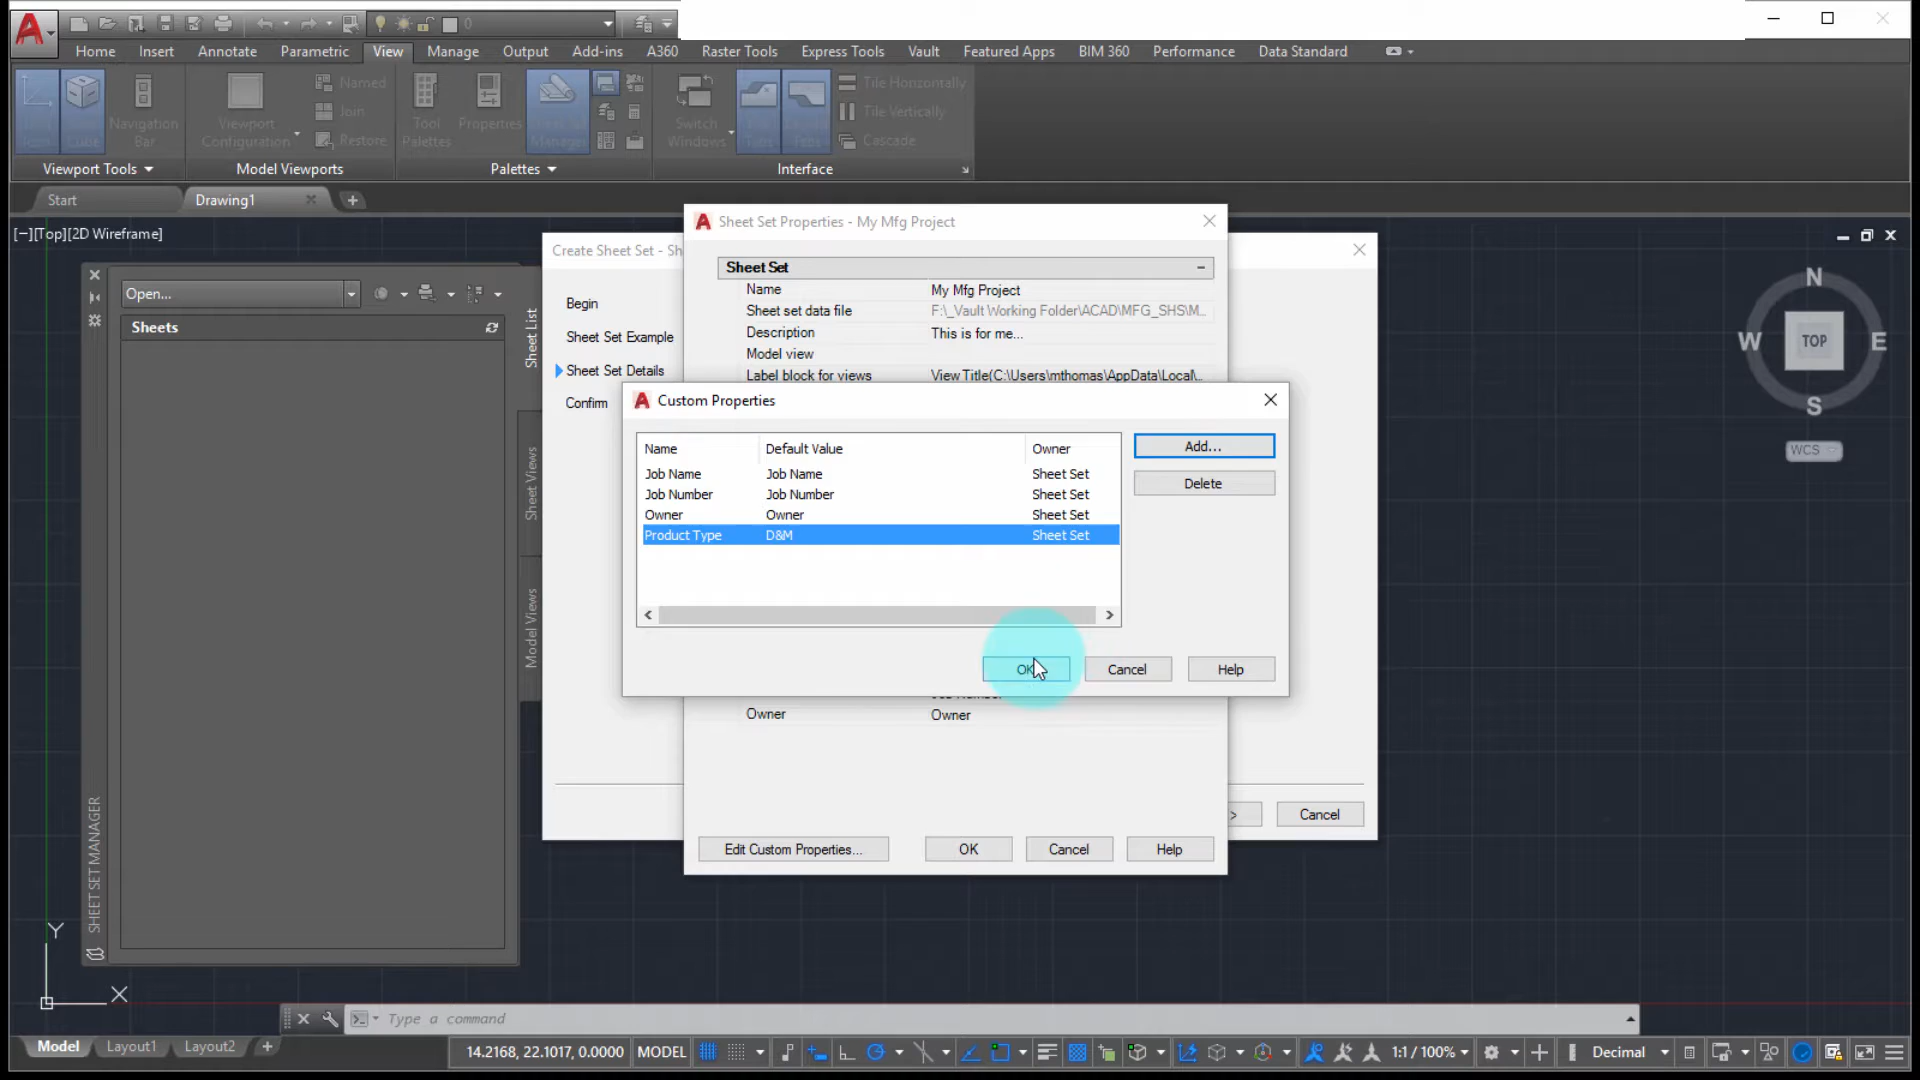 0
Home Insert Annotate Parametric View Manage Output Add-ins A360 Raster Tools Express Tools Vault Featured Apps BIM 360 Performance Data Standard
Navigation Bar
Viewport Configuration
Named
Join
Restore
Tool Palettes
Properties
Switch Windows
Tile Horizontally
Tile Vertically
Cascade
Viewport Tools Model Viewports Palettes Interface
Start Drawing1
[−][Top][2D Wireframe]
Open...
Sheets
Sheet List
Sheet Views
Model Views
SHEET SET MANAGER
Create Sheet Set - Sh
Begin
Sheet Set Example
Sheet Set Details
Confirm
> Cancel
Sheet Set Properties - My Mfg Project
Sheet Set
Name My Mfg Project
Sheet set data file F:\_Vault Working Folder\ACAD\MFG_SHS\M...
Description This is for me...
Model view
Label block for views View Title(C:\Users\mthomas\AppData\Local\...
Custom Properties
Name Default Value Owner
Job Name Job Name Sheet Set
Job Number Job Number Sheet Set
Owner Owner Sheet Set
Product Type D&M Sheet Set
Add...
Delete
OK Cancel Help
Owner Owner
Edit Custom Properties... OK Cancel Help
N
W TOP E
S
WCS
Y
X
Type a command
Model Layout1 Layout2 14.2168, 22.1017, 0.0000 MODEL 1:1 / 100% Decimal